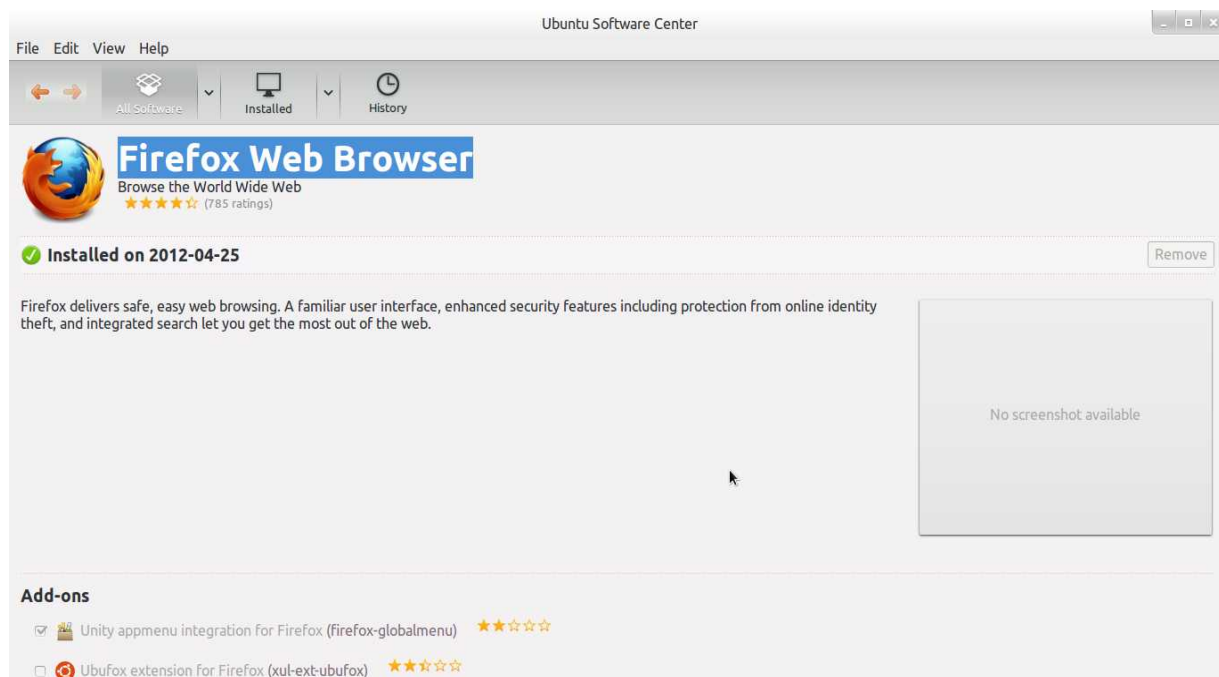 Ubuntu Software Center
File Edit View Help
All Software
Installed
History
Firefox Web Browser
Browse the World Wide Web
(785 ratings)
Installed on 2012-04-25
Remove
Firefox delivers safe, easy web browsing. A familiar user interface, enhanced security features including protection from online identity
theft, and integrated search let you get the most out of the web.
No screenshot available
Add-ons
Unity appmenu integration for Firefox (firefox-globalmenu)
Ubufox extension for Firefox (xul-ext-ubufox)